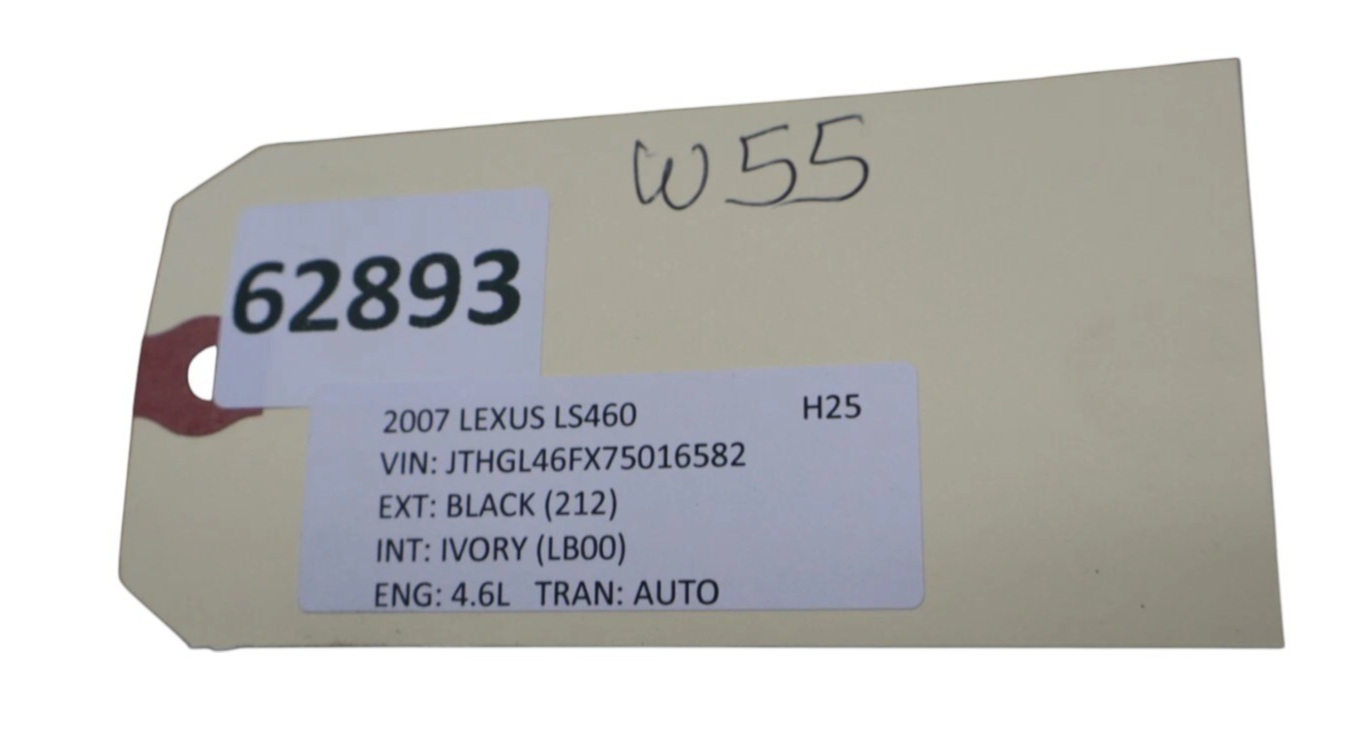 W55
62893
2007 LEXUS LS460 H25
VIN: JTHGL46FX75016582
EXT: BLACK (212)
INT: IVORY (LB00)
ENG: 4.6L TRAN: AUTO